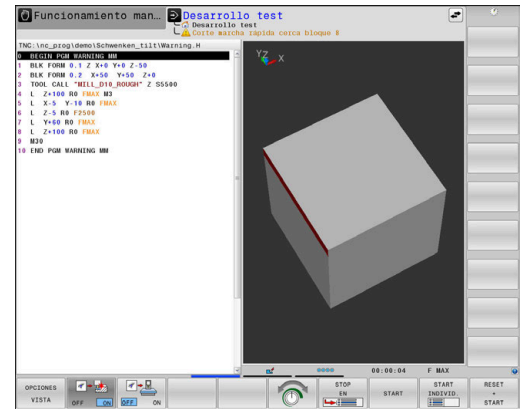 Funcionamiento man...
Desarrollo test
Desarrollo test
Corte marcha rápida corca bloque 8
TNC:\nc_prog\demo\Schwenken_tilt\Warning.H
0 BEGIN PGM WARNING MM
1 BLK FORM 0.1 Z X+0 Y+0 Z-50
2 BLK FORM 0.2 X+50 Y+50 Z+0
3 TOOL CALL "MILL_D10_ROUGH" Z S5500
4 L Z+100 R0 FMAX M3
5 L X-5 Y-10 R0 FMAX
6 L Z-5 R0 F2500
7 L Y+60 R0 FMAX
8 L Z+100 R0 FMAX
9 M30
10 END PGM WARNING MM
YZ X
00:00:04 F MAX
OPCIONES VISTA
OFF ON
OFF ON
STOP EN
START
START INDIVID.
RESET + START